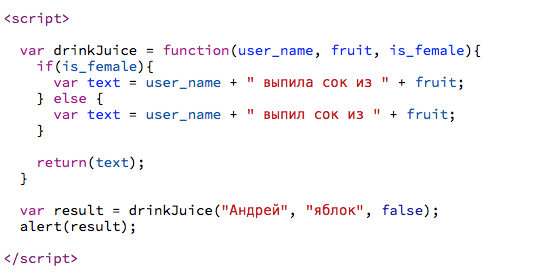 <script>
var drinkJuice = function(user_name, fruit, is_female){
if(is_female){
var text = user_name + " выпила сок из " + fruit;
} else {
var text = user_name + " выпил сок из " + fruit;
}
return(text);
}
var result = drinkJuice("Андрей", "яблок", false);
alert(result);
</script>